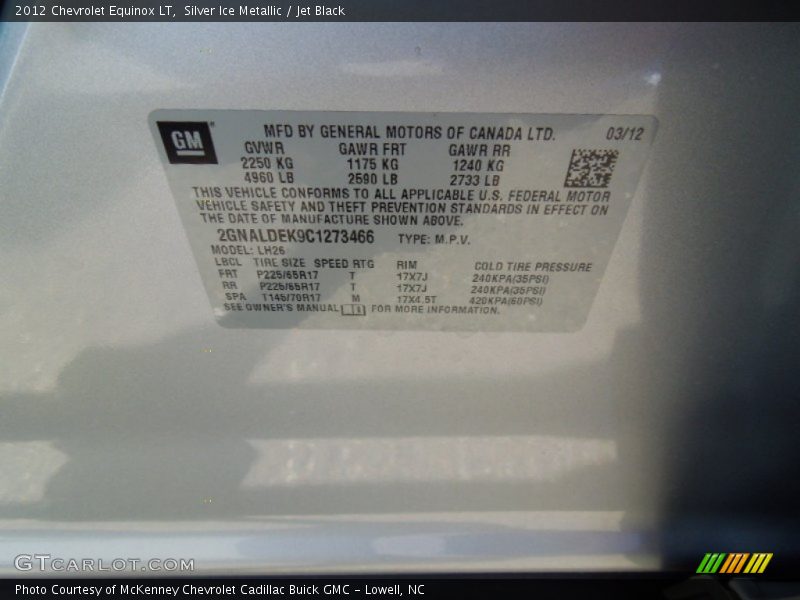 2012 Chevrolet Equinox LT, Silver Ice Metallic / Jet Black
GM
MFD BY GENERAL MOTORS OF CANADA LTD. 03/12
GVWR GAWR FRT GAWR RR
2250 KG 1175 KG 1240 KG
4960 LB 2590 LB 2733 LB
THIS VEHICLE CONFORMS TO ALL APPLICABLE U.S. FEDERAL MOTOR
VEHICLE SAFETY AND THEFT PREVENTION STANDARDS IN EFFECT ON
THE DATE OF MANUFACTURE SHOWN ABOVE.
2GNALDEK9C1273466 TYPE: M.P.V.
MODEL: LH26
LBCL TIRE SIZE SPEED RTG RIM COLD TIRE PRESSURE
FRT P225/65R17 T 17X7J 240KPA(35PSI)
RR P225/65R17 T 17X7J 240KPA(35PSI)
SPA T145/70R17 M 17X4.5T 420KPA(60PSI)
SEE OWNER'S MANUAL FOR MORE INFORMATION.
GTCARLOT.COM
Photo Courtesy of McKenney Chevrolet Cadillac Buick GMC - Lowell, NC